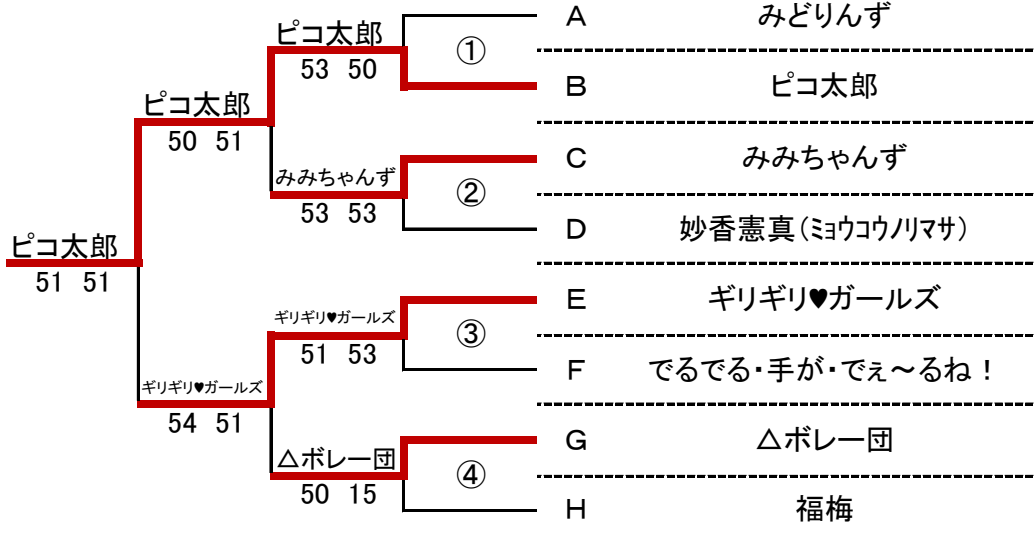 A みどりんず
ピコ太郎
①
53 50
B ピコ太郎
ピコ太郎
50 51
C みみちゃんず
みみちゃんず
②
53 53
D 妙香憲真(ミョウコウノリマサ)
ピコ太郎
51 51
E ギリギリ♥ガールズ
ギリギリ♥ガールズ
③
51 53
F でるでる・手が・でぇ～るね！
ギリギリ♥ガールズ
54 51
G △ボレー団
△ボレー団
④
50 15
H 福梅